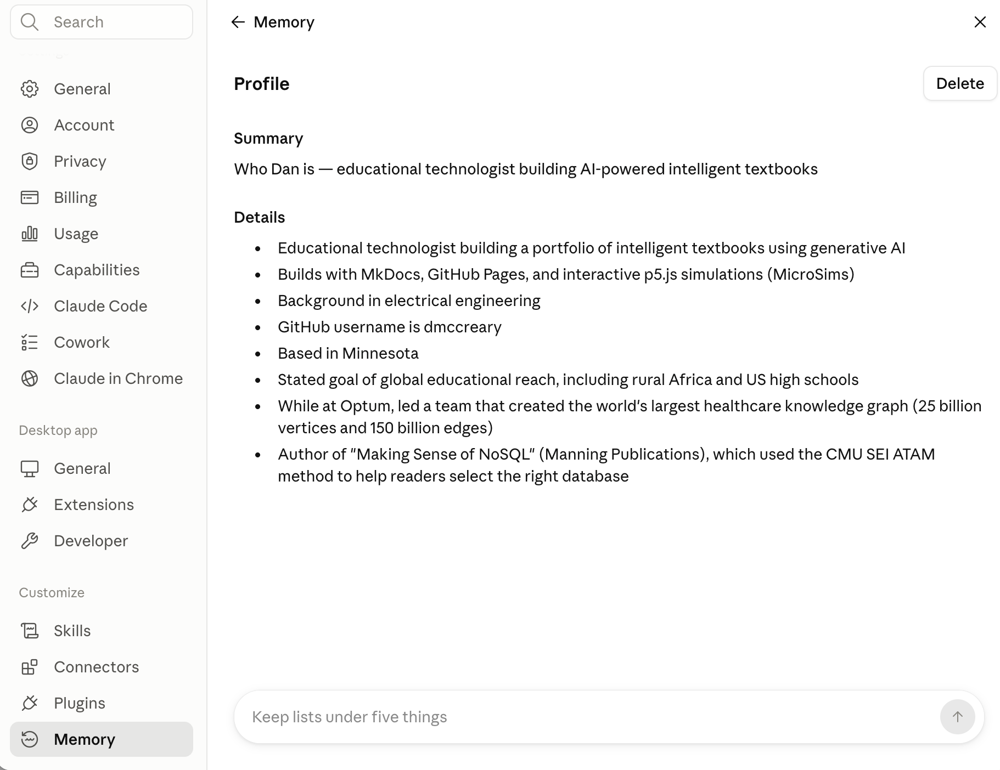 Search
General
Account
Privacy
Billing
Usage
Capabilities
Claude Code
Cowork
Claude in Chrome
Desktop app
General
Extensions
Developer
Customize
Skills
Connectors
Plugins
Memory
Memory
Profile
Delete
Summary
Who Dan is — educational technologist building AI-powered intelligent textbooks
Details
• Educational technologist building a portfolio of intelligent textbooks using generative AI
• Builds with MkDocs, GitHub Pages, and interactive p5.js simulations (MicroSims)
• Background in electrical engineering
• GitHub username is dmccreary
• Based in Minnesota
• Stated goal of global educational reach, including rural Africa and US high schools
• While at Optum, led a team that created the world's largest healthcare knowledge graph (25 billion
vertices and 150 billion edges)
• Author of "Making Sense of NoSQL" (Manning Publications), which used the CMU SEI ATAM
method to help readers select the right database
Keep lists under five things